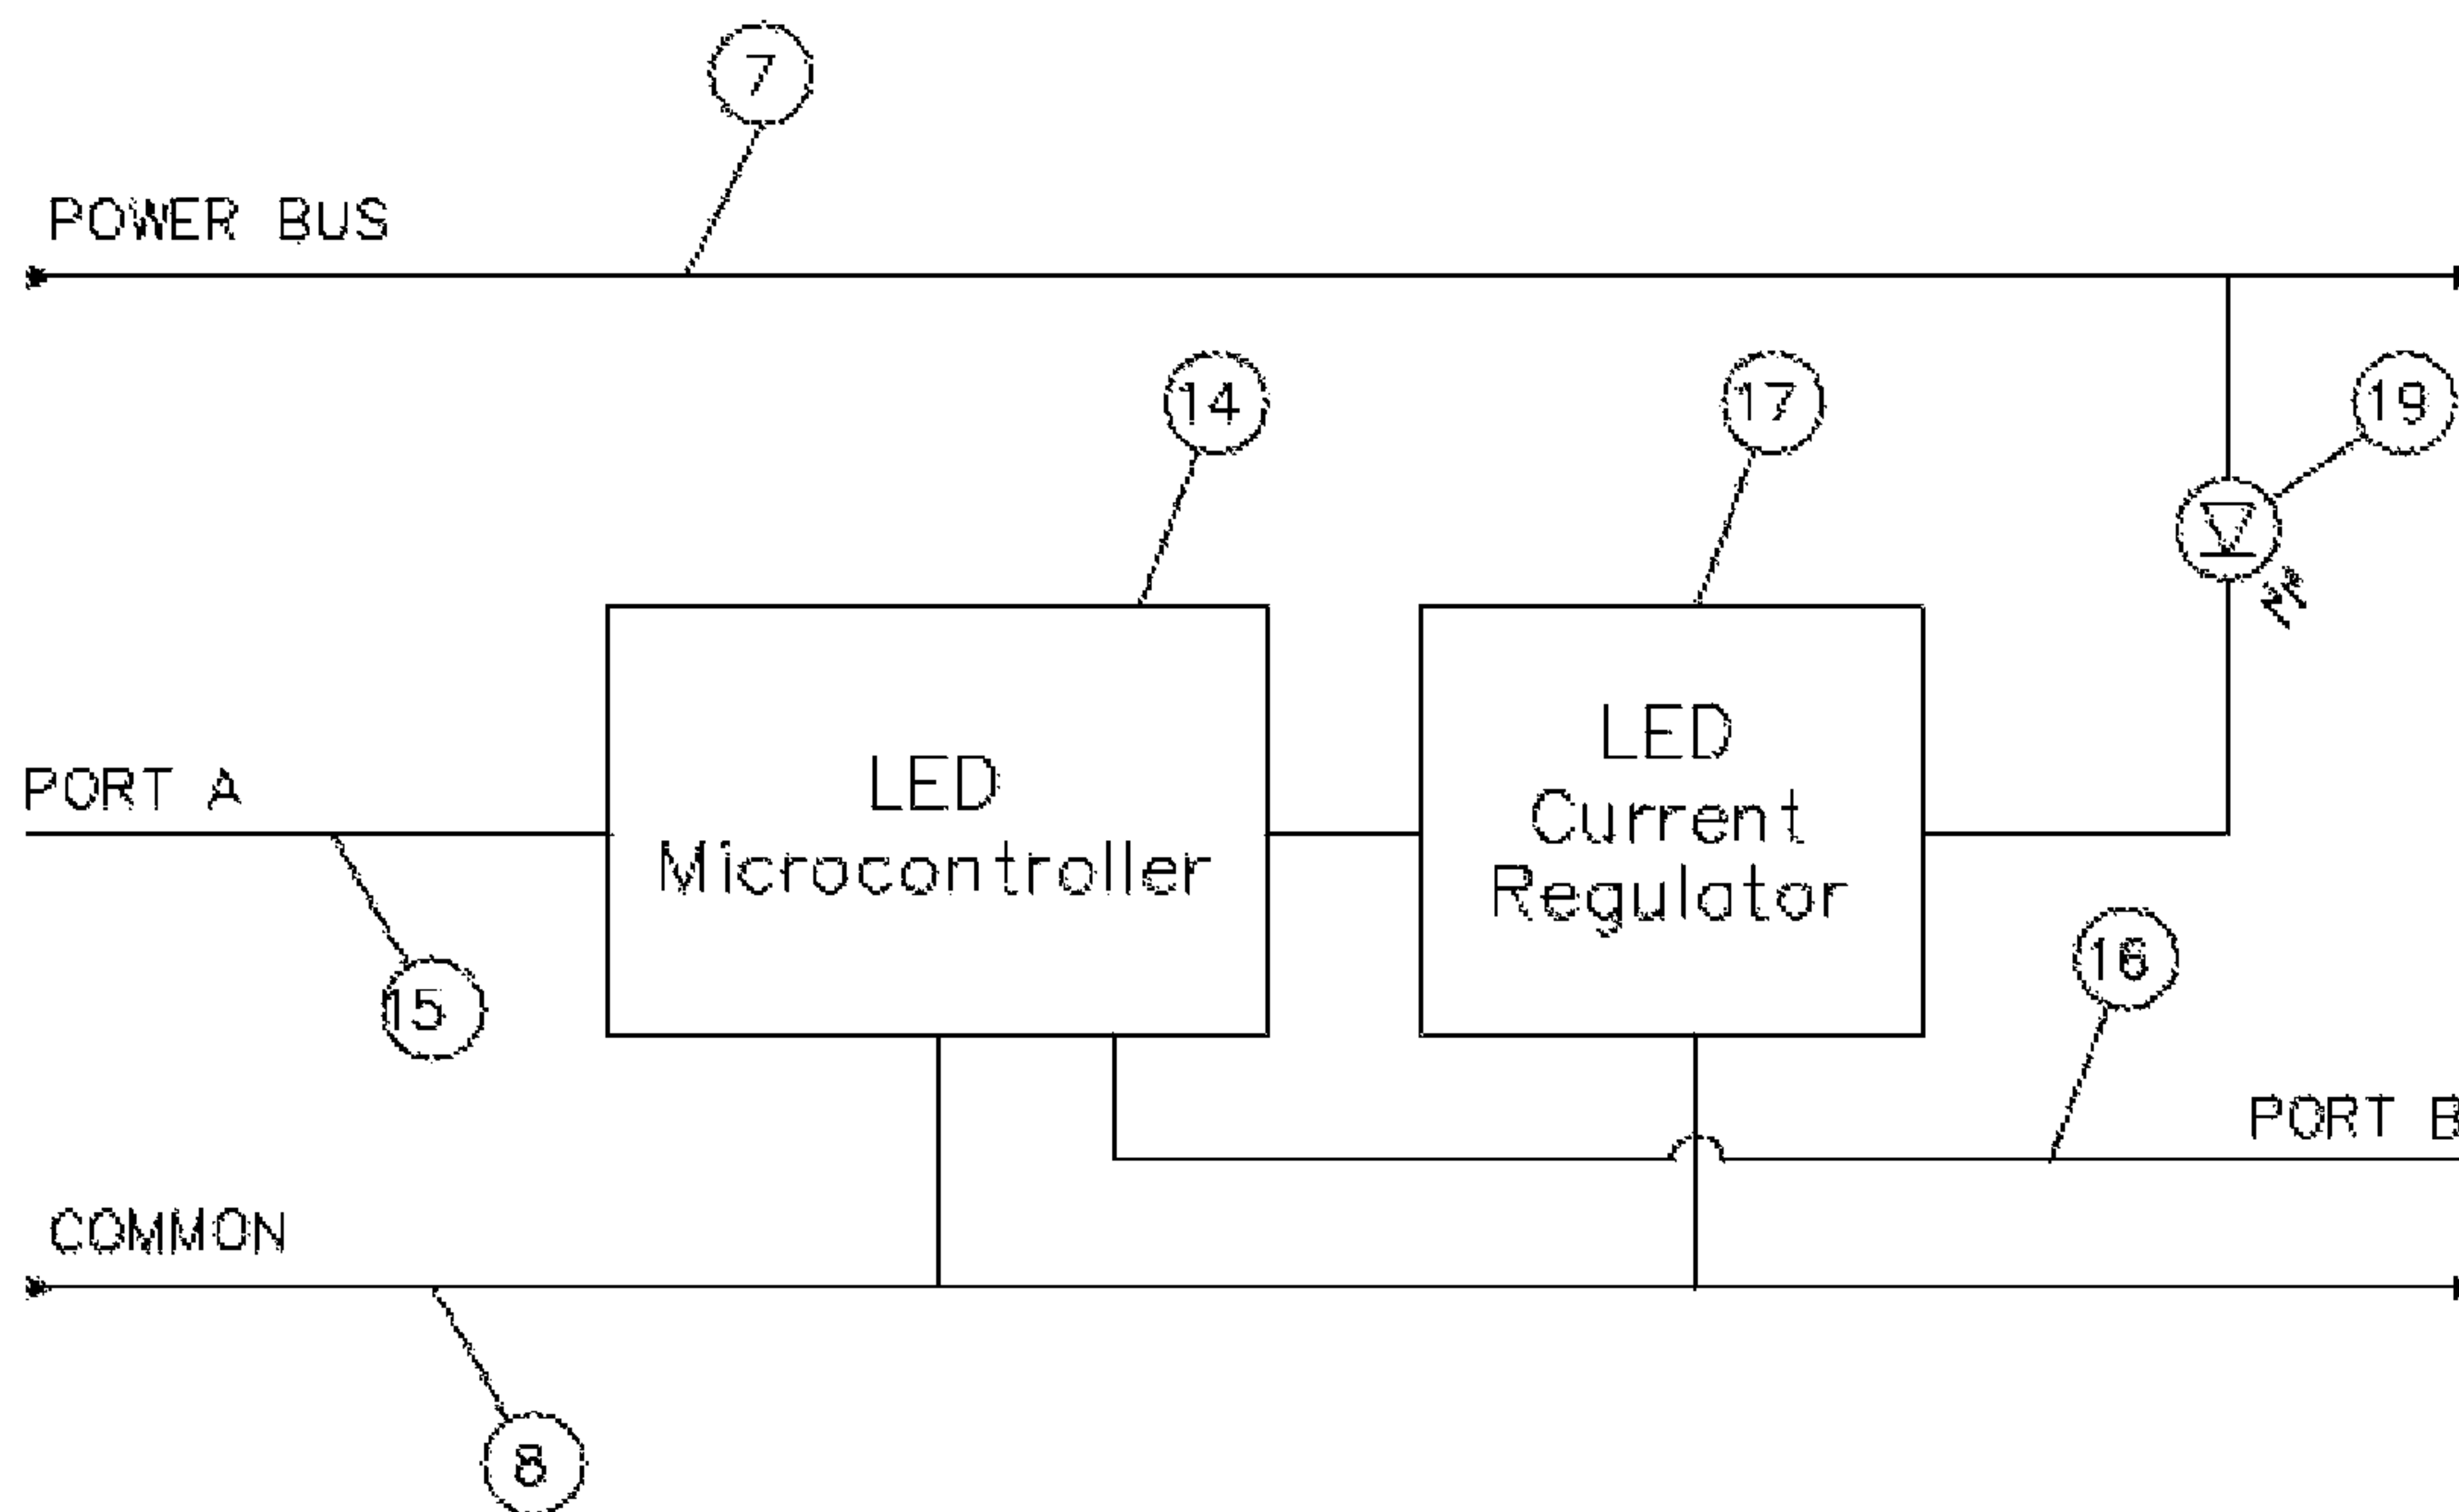 7
POWER BUS
14
17
19
LED
Microcontroller
LED
Current
Regulator
PORT A
15
16
PORT B
COMMON
8